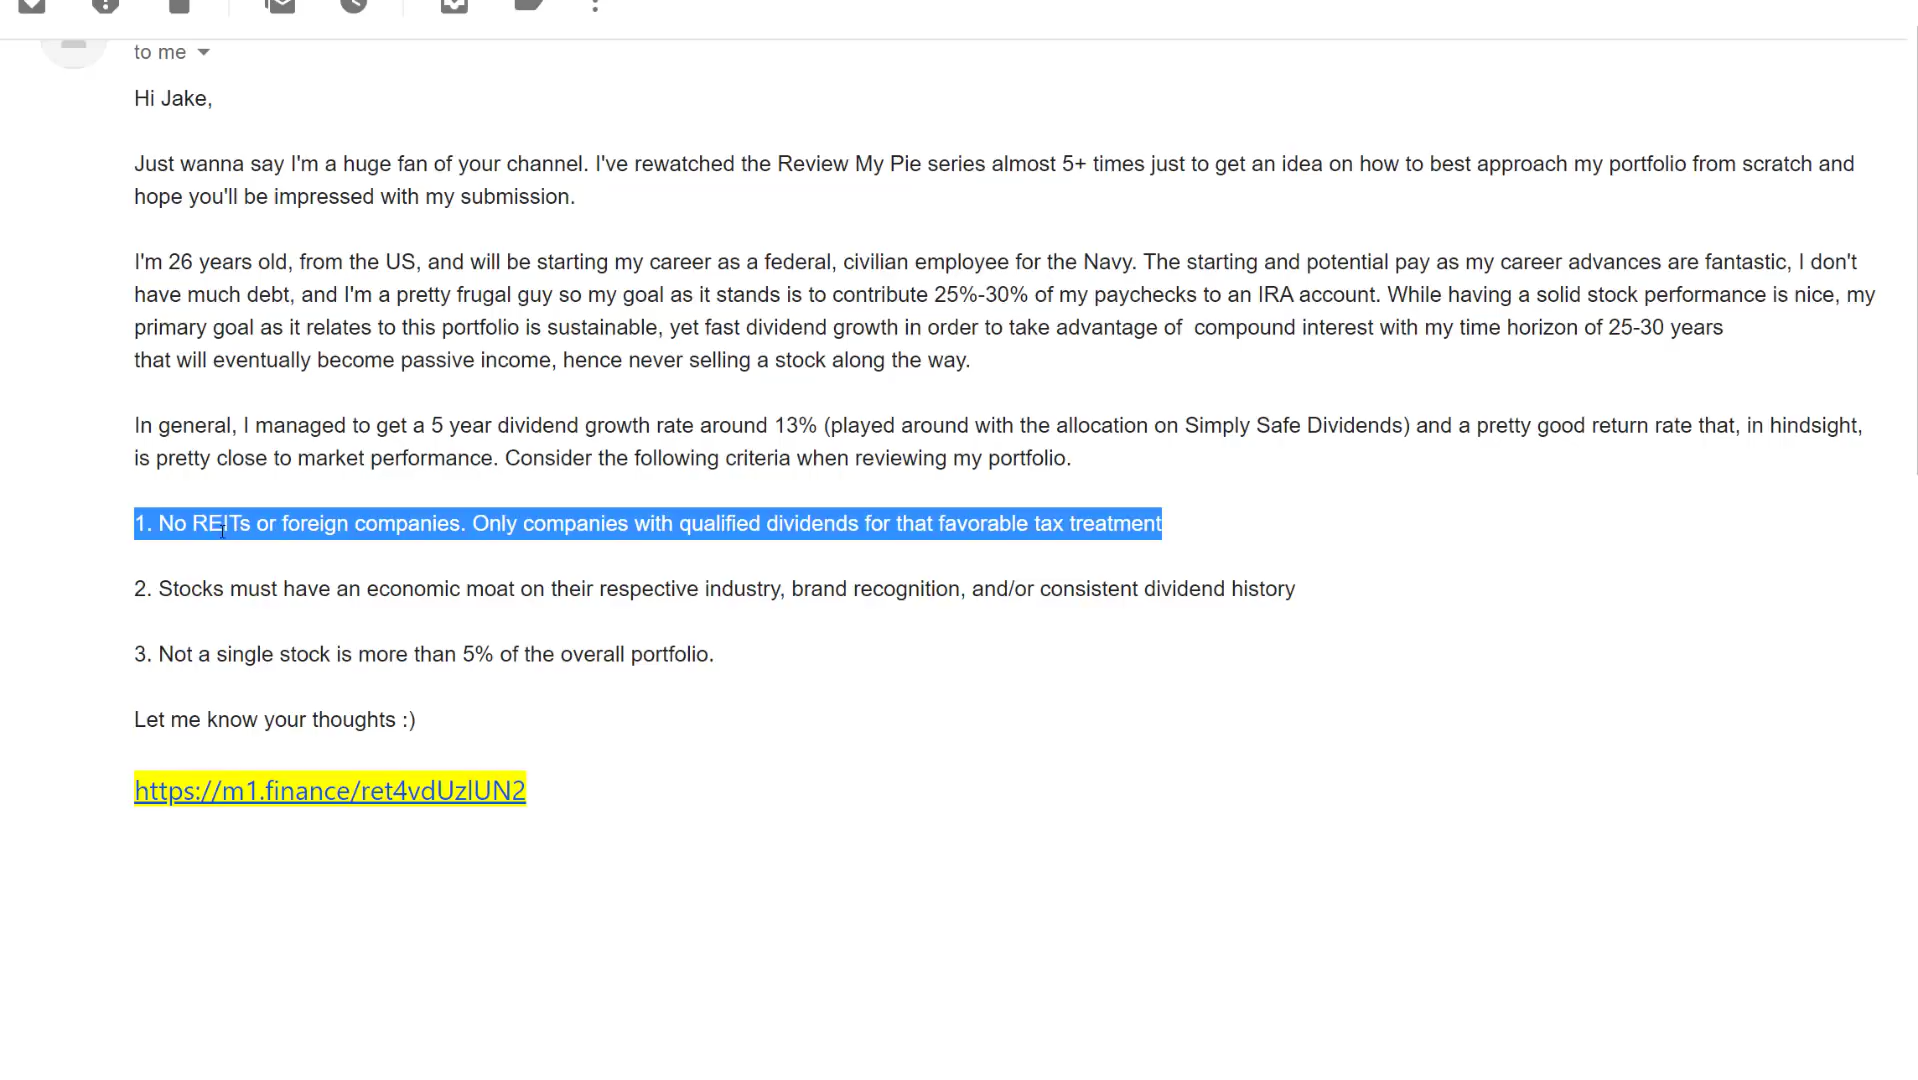 to me
Hi Jake,
Just wanna say I'm a huge fan of your channel. I've rewatched the Review My Pie series almost 5+ times just to get an idea on how to best approach my portfolio from scratch and
hope you'll be impressed with my submission.
I'm 26 years old, from the US, and will be starting my career as a federal, civilian employee for the Navy. The starting and potential pay as my career advances are fantastic, I don't
have much debt, and I'm a pretty frugal guy so my goal as it stands is to contribute 25%-30% of my paychecks to an IRA account. While having a solid stock performance is nice, my
primary goal as it relates to this portfolio is sustainable, yet fast dividend growth in order to take advantage of  compound interest with my time horizon of 25-30 years
that will eventually become passive income, hence never selling a stock along the way.
In general, I managed to get a 5 year dividend growth rate around 13% (played around with the allocation on Simply Safe Dividends) and a pretty good return rate that, in hindsight,
is pretty close to market performance. Consider the following criteria when reviewing my portfolio.
1. No REITs or foreign companies. Only companies with qualified dividends for that favorable tax treatment
2. Stocks must have an economic moat on their respective industry, brand recognition, and/or consistent dividend history
3. Not a single stock is more than 5% of the overall portfolio.
Let me know your thoughts :)
https://m1.finance/ret4vdUzlUN2